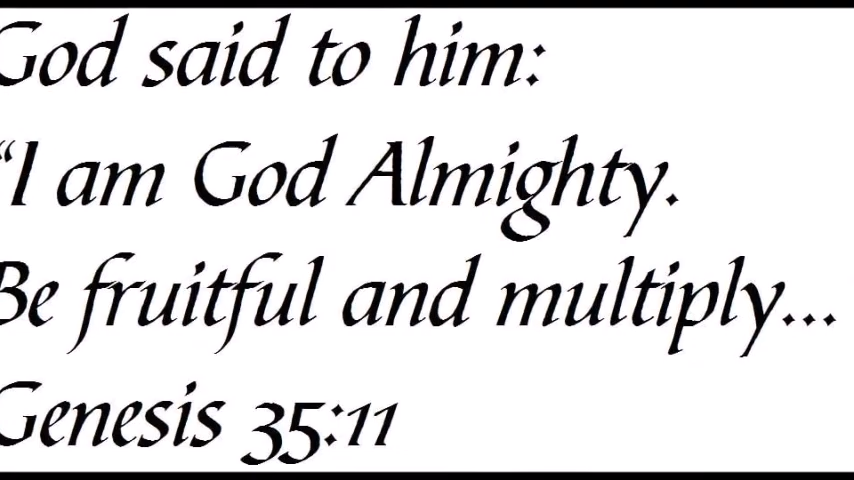 God said to him:
“I am God Almighty.
Be fruitful and multiply...
Genesis 35:11